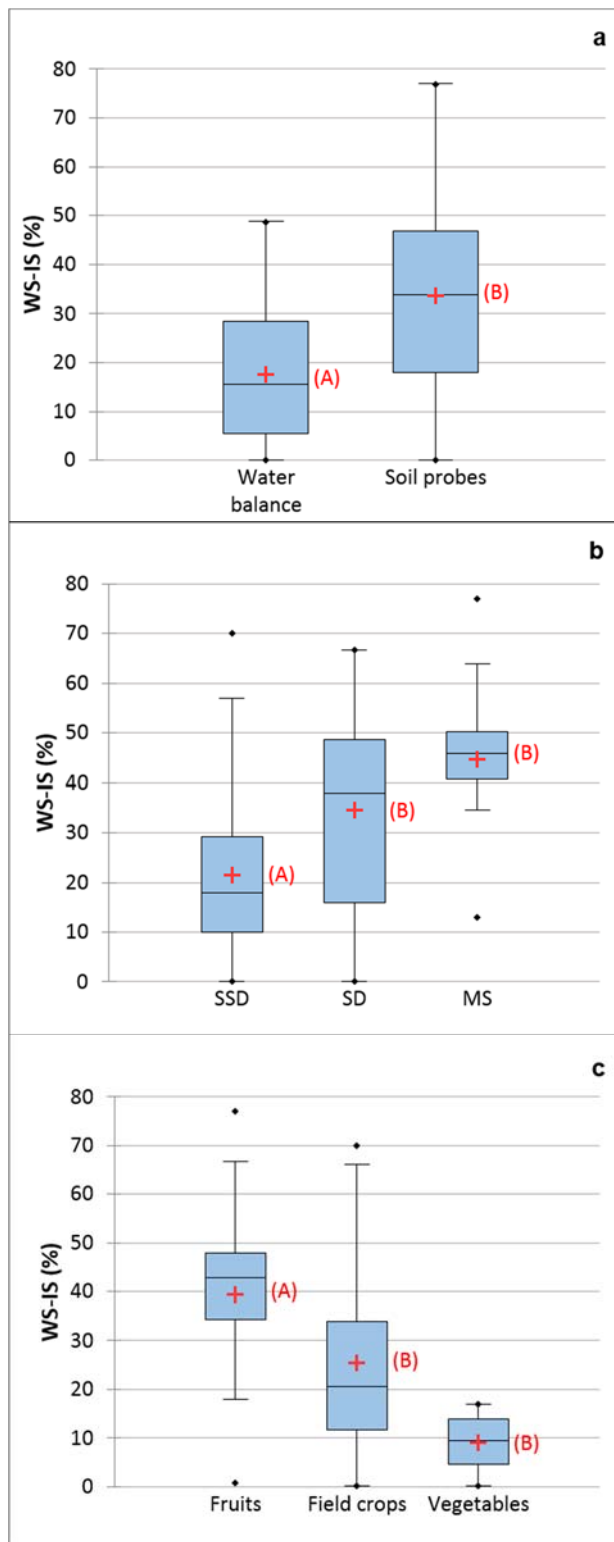 a
80
70
60
50
40
30
20
10
0
WS-IS (%)
(A)
(B)
Water
balance
Soil probes
b
80
70
60
50
40
30
20
10
0
WS-IS (%)
(A)
(B)
(B)
SSD
SD
MS
c
80
70
60
50
40
30
20
10
0
WS-IS (%)
(A)
(B)
(B)
Fruits
Field crops
Vegetables